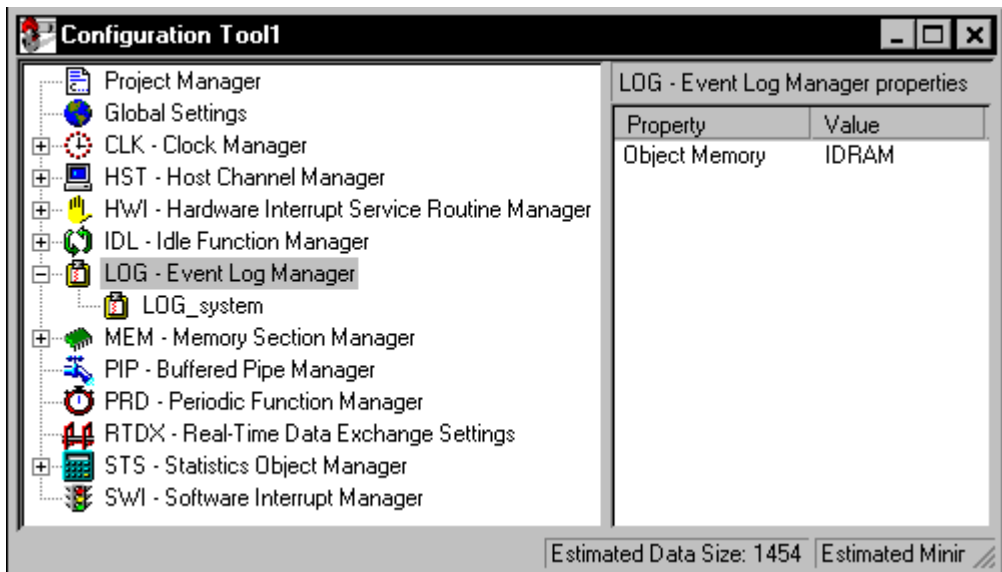 Configuration Tool1
Project Manager
Global Settings
CLK - Clock Manager
HST - Host Channel Manager
HWI - Hardware Interrupt Service Routine Manager
IDL - Idle Function Manager
LOG - Event Log Manager
LOG_system
MEM - Memory Section Manager
PIP - Buffered Pipe Manager
PRD - Periodic Function Manager
RTDX - Real-Time Data Exchange Settings
STS - Statistics Object Manager
SWI - Software Interrupt Manager
LOG - Event Log Manager properties
Property Value
Object Memory IDRAM
Estimated Data Size: 1454 Estimated Minir